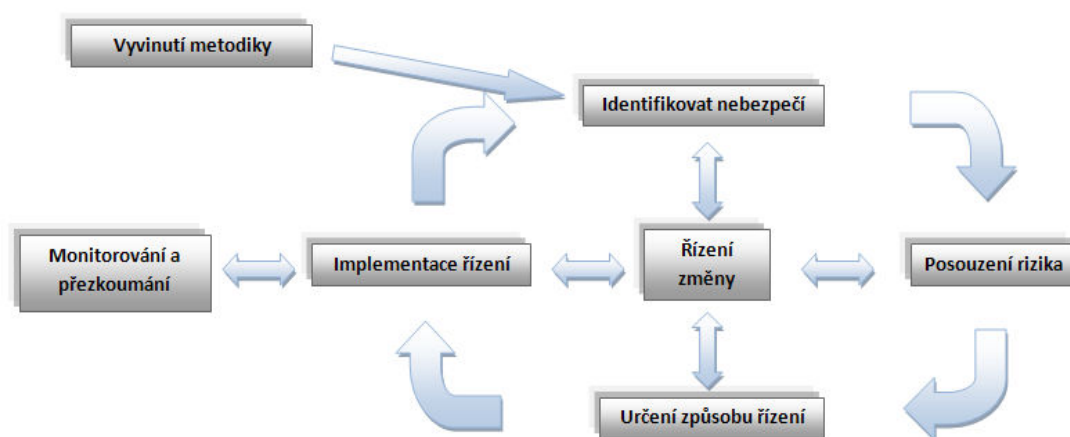 Vyvinutí metodiky
Identifikovat nebezpečí
Monitorování a
přezkoumání
Implementace řízení
Řízení
změny
Posouzení rizika
Určení způsobu řízení